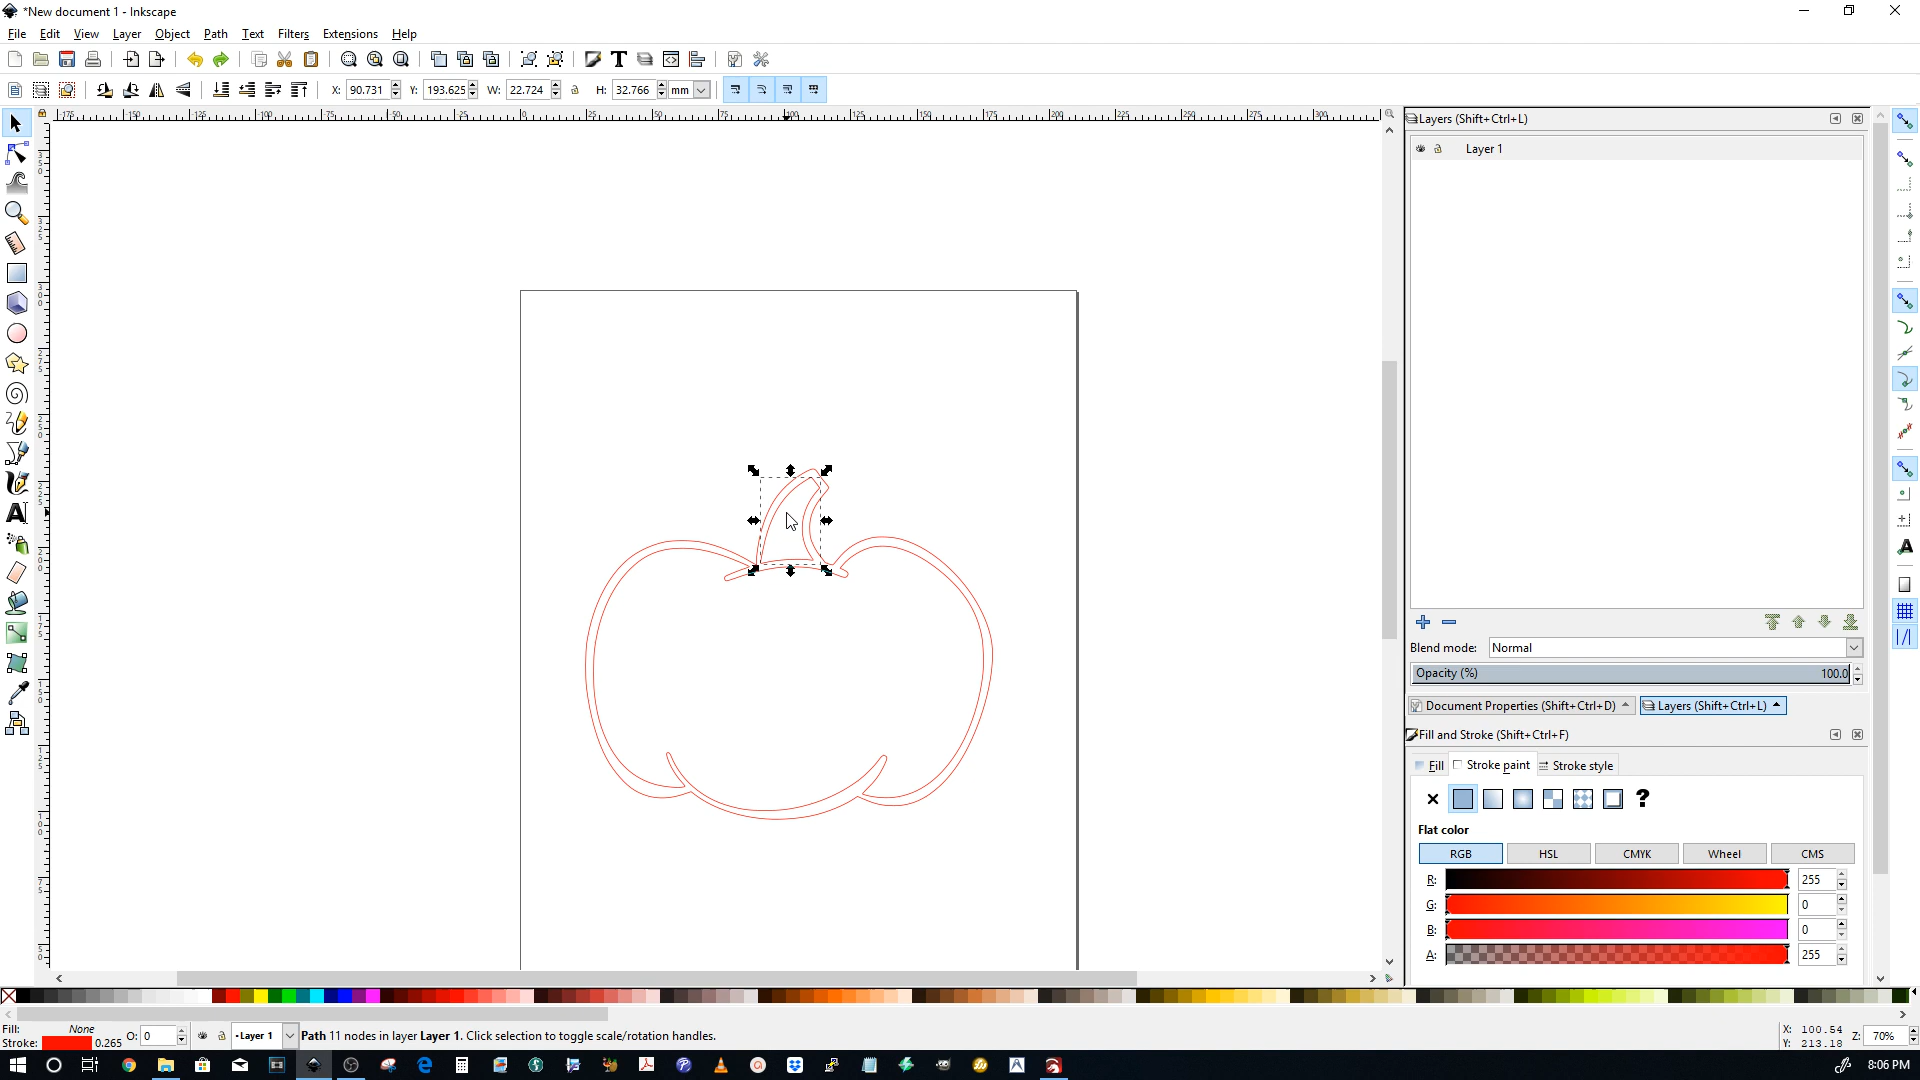 *New document 1 - Inkscape
File Edit View Layer Object Path Text Filters Extensions Help
X: 90.731 Y: 193.625 W: 22.724 H: 32.766 mm
Layers (Shift+Ctrl+L)
Layer 1
Blend mode: Normal
Opacity (%) 100.0
Document Properties (Shift+Ctrl+D) Layers (Shift+Ctrl+L)
Fill and Stroke (Shift+Ctrl+F)
Fill Stroke paint Stroke style
?
Flat color
RGB HSL CMYK Wheel CMS
R: 255
G: 0
B: 0
A: 255
Fill: None
Stroke: 0.265 O: 0
•Layer 1
Path 11 nodes in layer Layer 1. Click selection to toggle scale/rotation handles.
X: 100.54
Y: 213.18
Z: 70%
8:06 PM